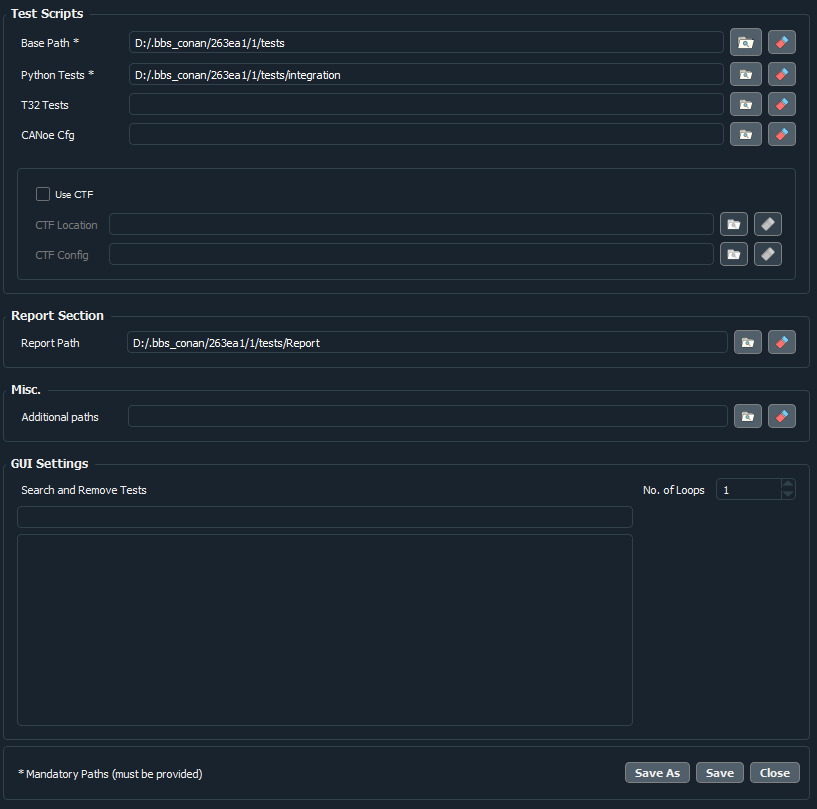 Test Scripts
Base Path * D:/.bbs_conan/263ea1/1/tests
Python Tests * D:/.bbs_conan/263ea1/1/tests/integration
T32 Tests
CANoe Cfg
Use CTF
CTF Location
CTF Config
Report Section
Report Path D:/.bbs_conan/263ea1/1/tests/Report
Misc.
Additional paths
GUI Settings
Search and Remove Tests No. of Loops 1
* Mandatory Paths (must be provided) Save As Save Close